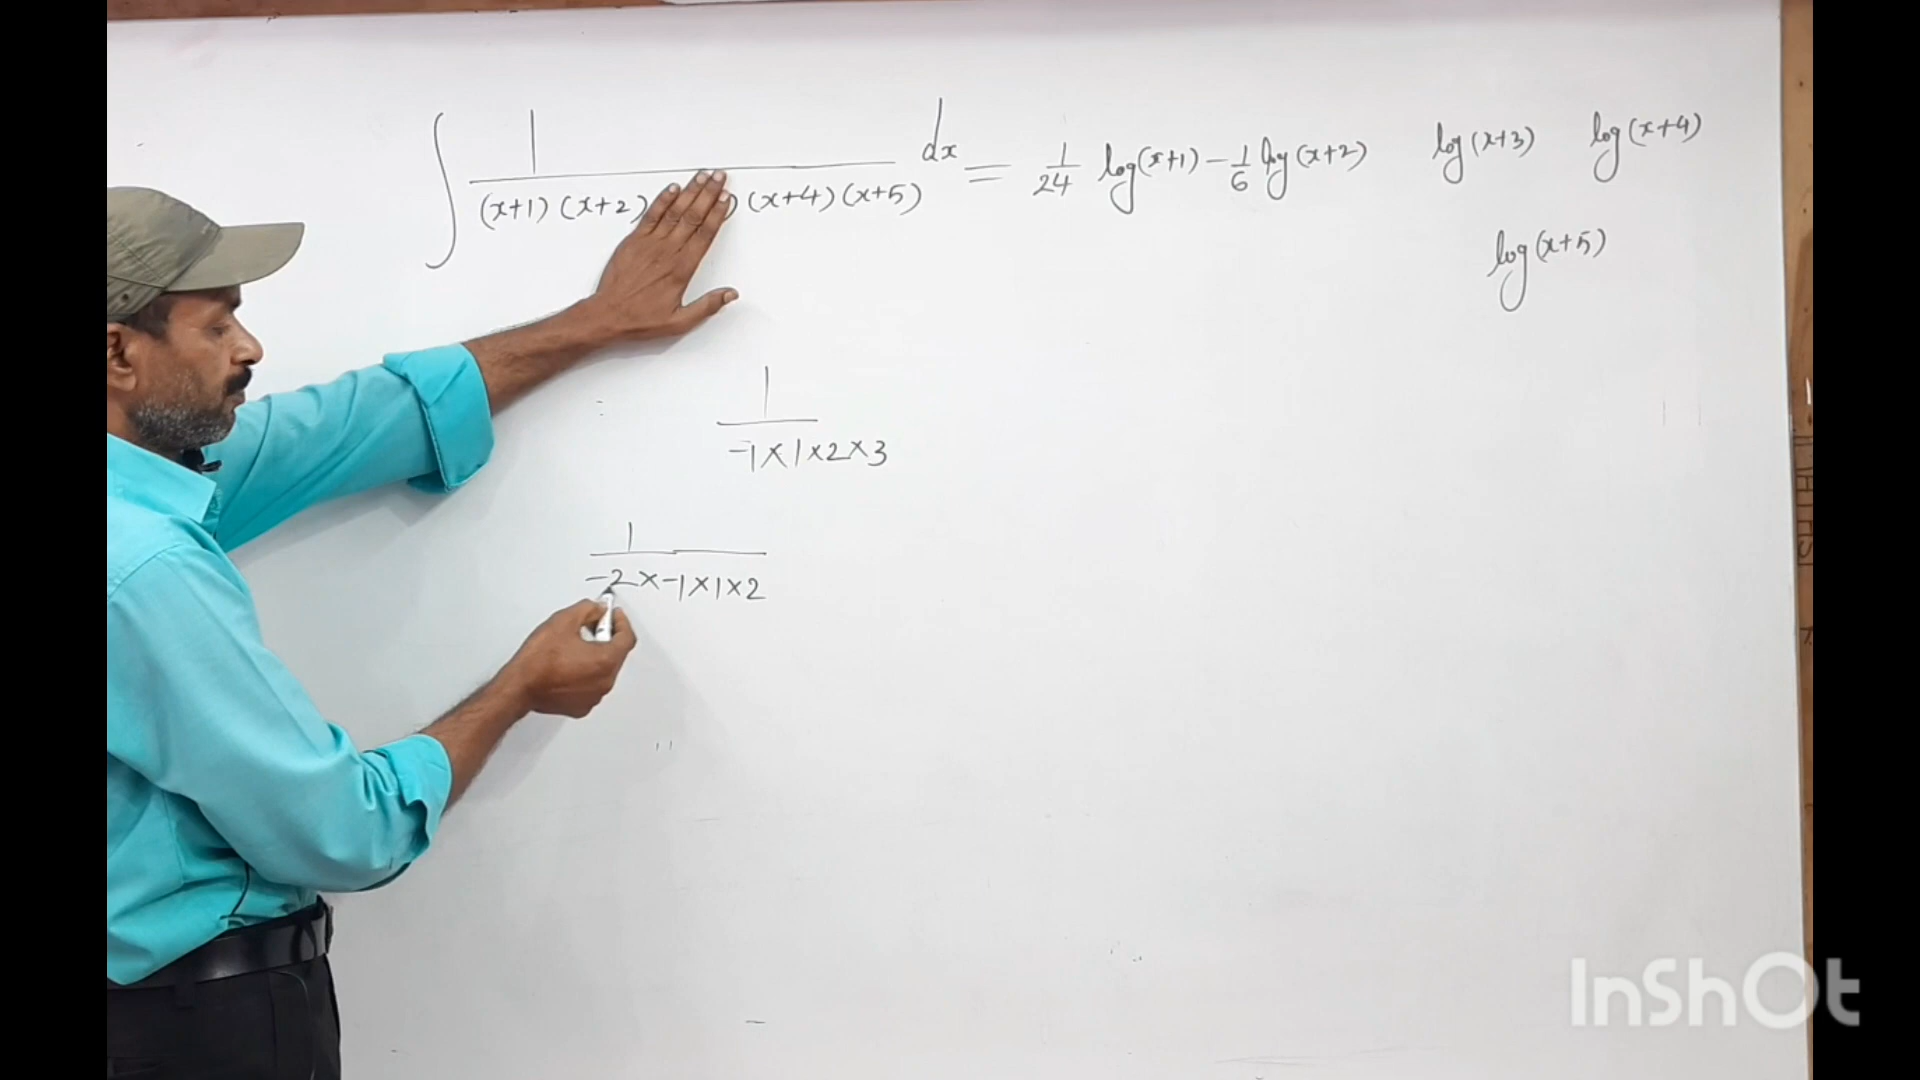 ∫ 1/((x+1)(x+2) )(x+4)(x+5)) dx = 1/24 log(x+1) - 1/6 log(x+2) log(x+3) log(x+4)
log(x+5)
1/(-1×1×2×3)
1/(-2×-1×1×2)
InShOt